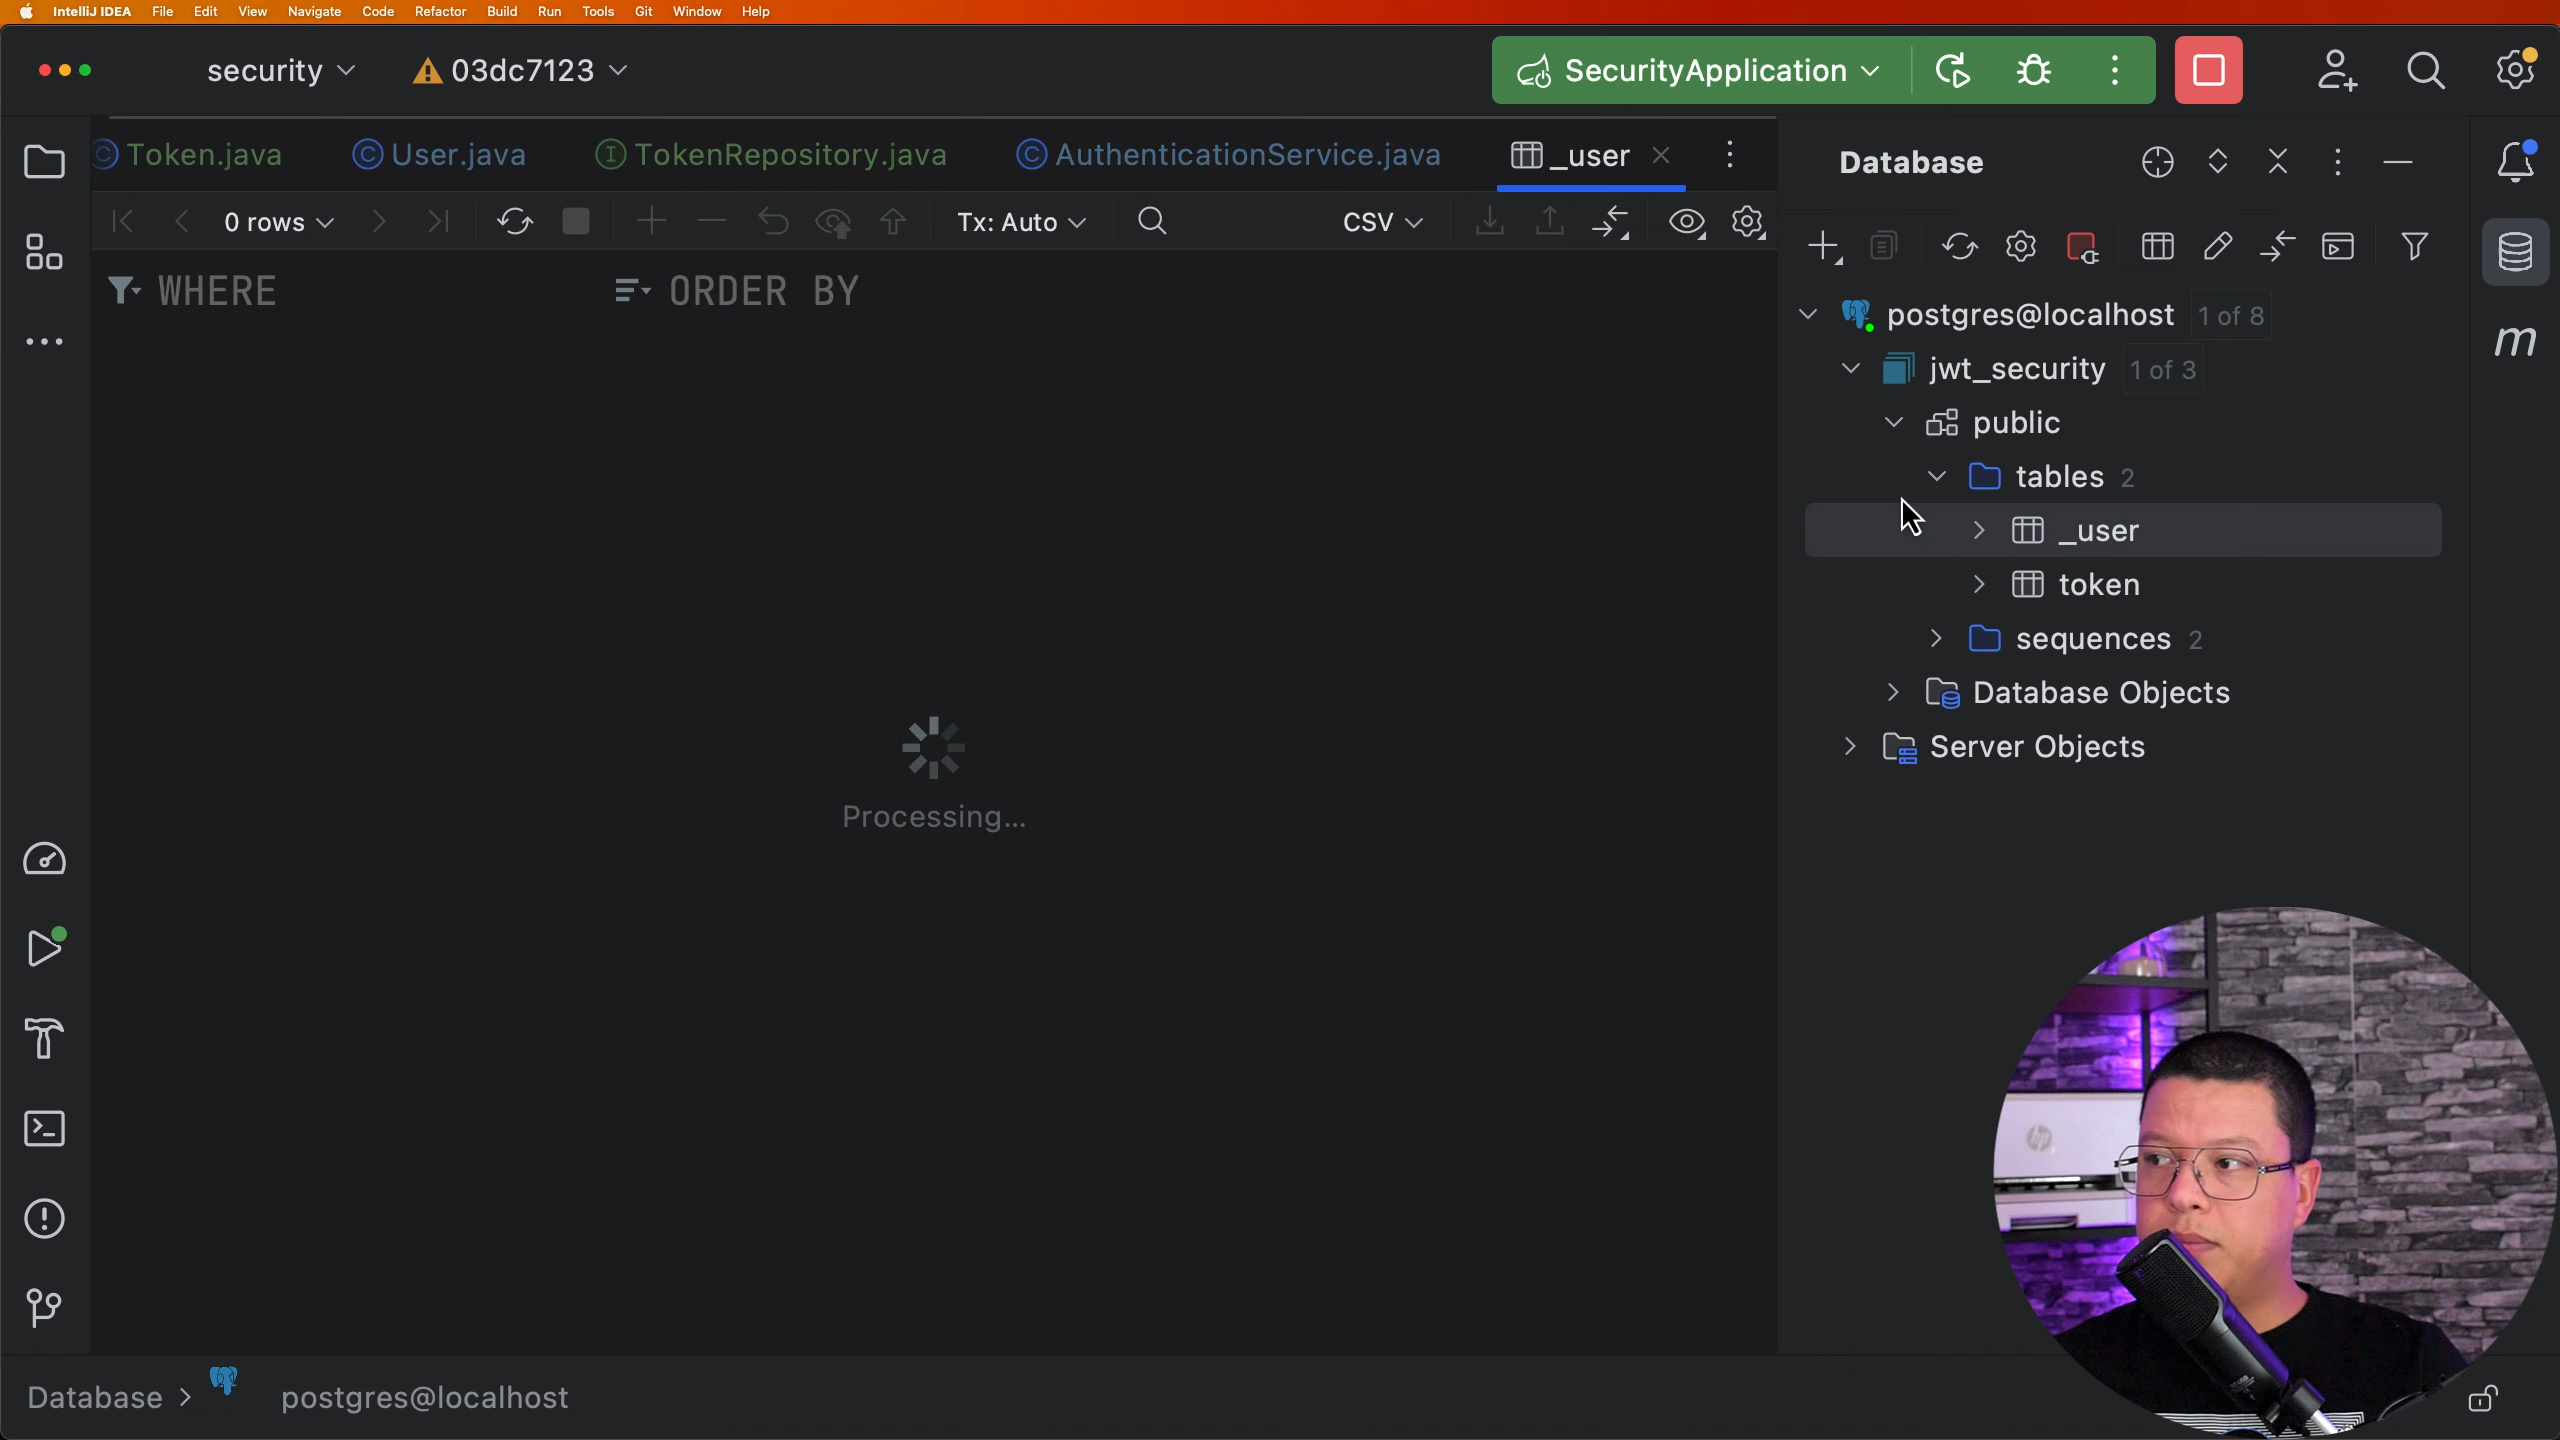 IntelliJ IDEA File Edit View Navigate Code Refactor Build Run Tools Git Window Help
security 03dc7123 SecurityApplication
Token.java User.java TokenRepository.java AuthenticationService.java _user
0 rows Tx: Auto CSV
WHERE ORDER BY
Processing...
Database
postgres@localhost 1 of 8
jwt_security 1 of 3
public
tables 2
_user
token
sequences 2
Database Objects
Server Objects
m
hp
Database postgres@localhost